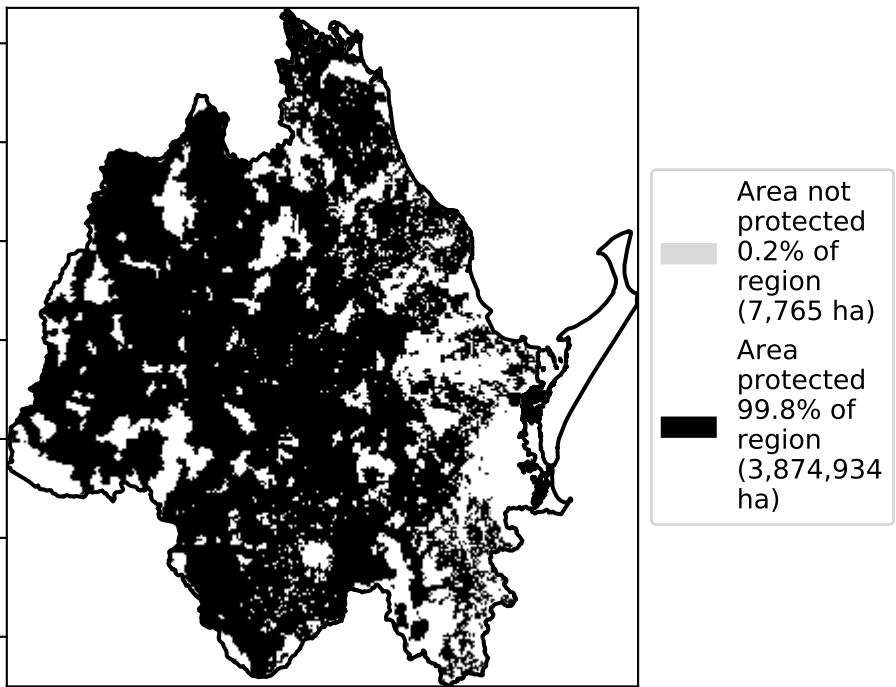 Area not
protected
0.2% of
region
(7,765 ha)
Area
protected
99.8% of
region
(3,874,934
ha)